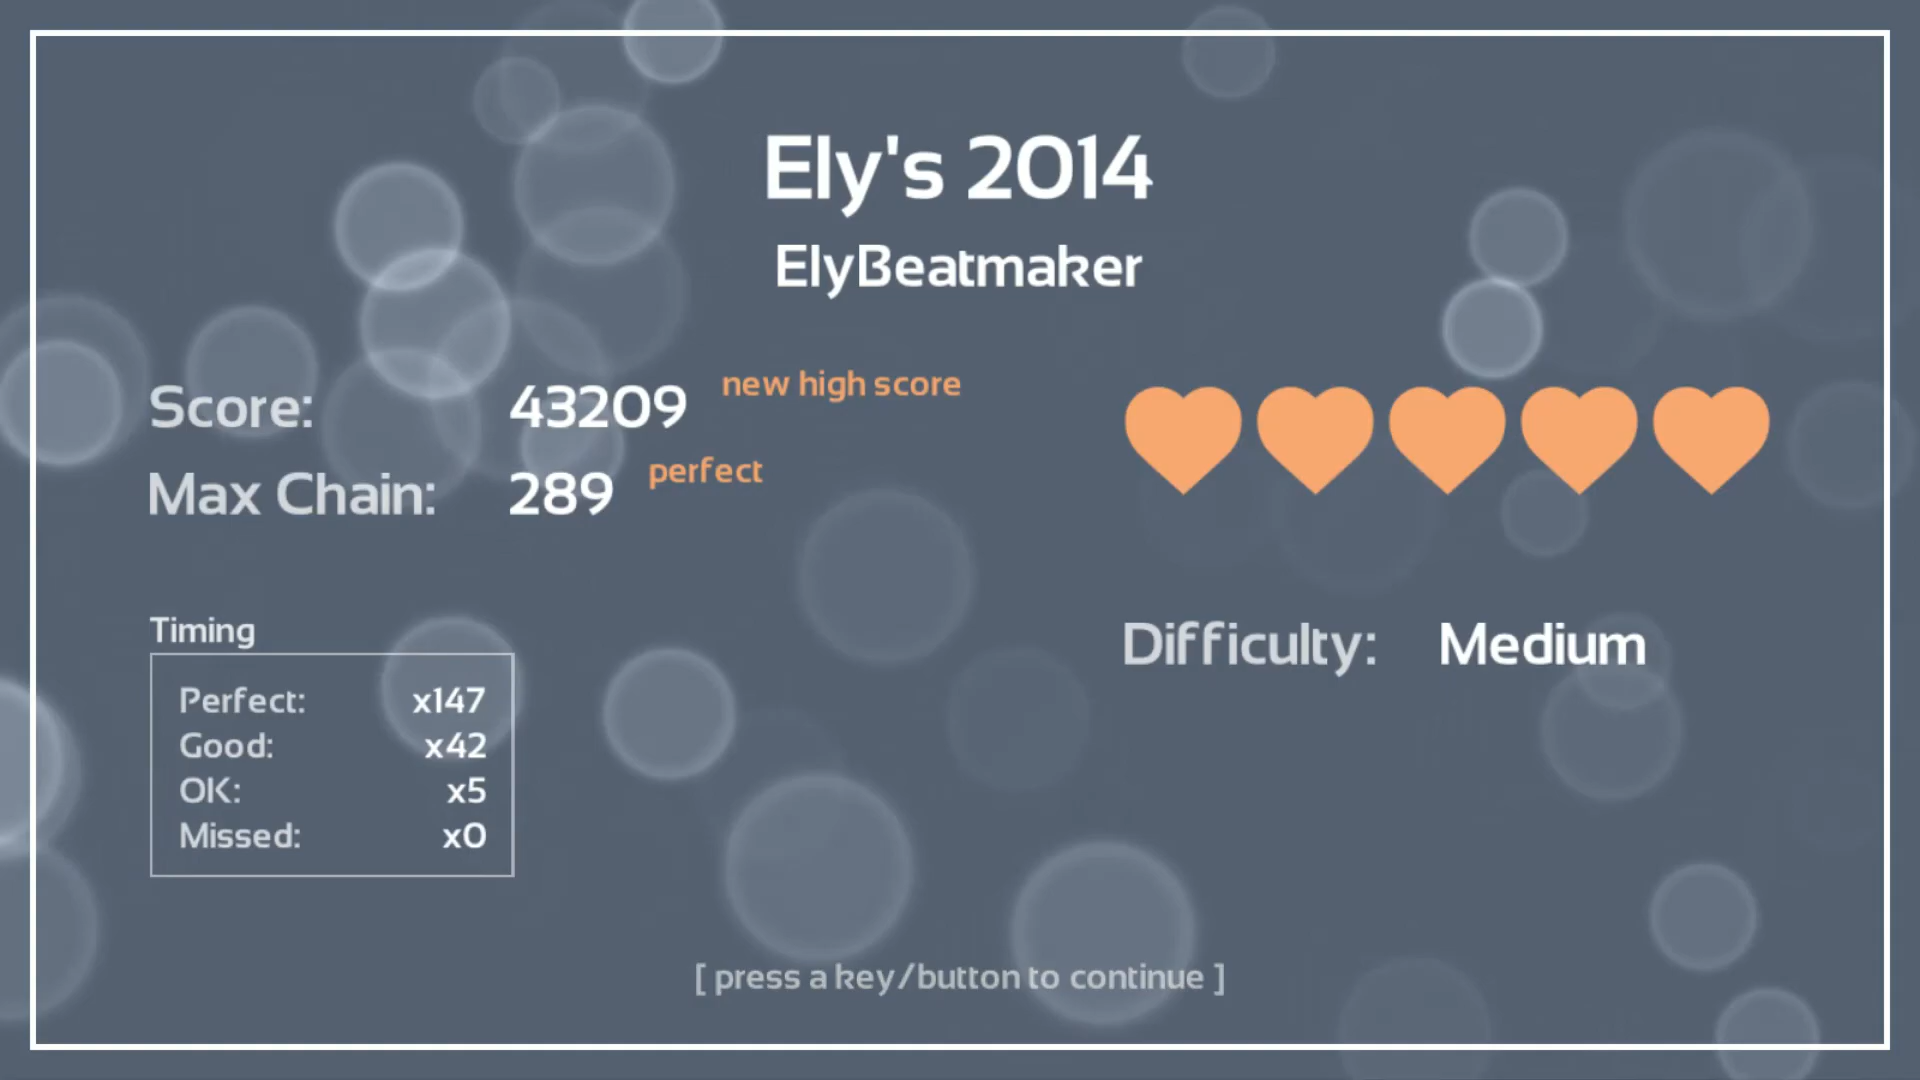 Ely's 2014
ElyBeatmaker
Score: 43209 new high score
Max Chain: 289 perfect
Timing
Perfect: x147
Good: x42
OK: x5
Missed: x0
Difficulty: Medium
[ press a key/button to continue ]